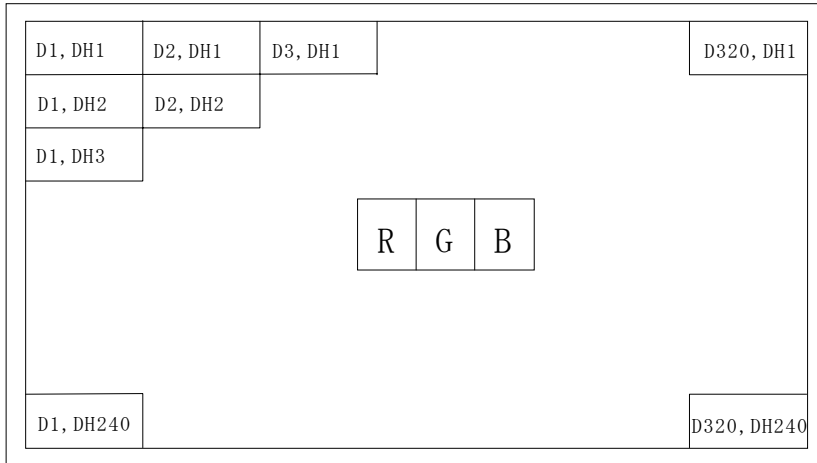 D1, DH1 D2, DH1 D3, DH1 D320, DH1
D1, DH2 D2, DH2
D1, DH3
R G B
D1, DH240 D320, DH240